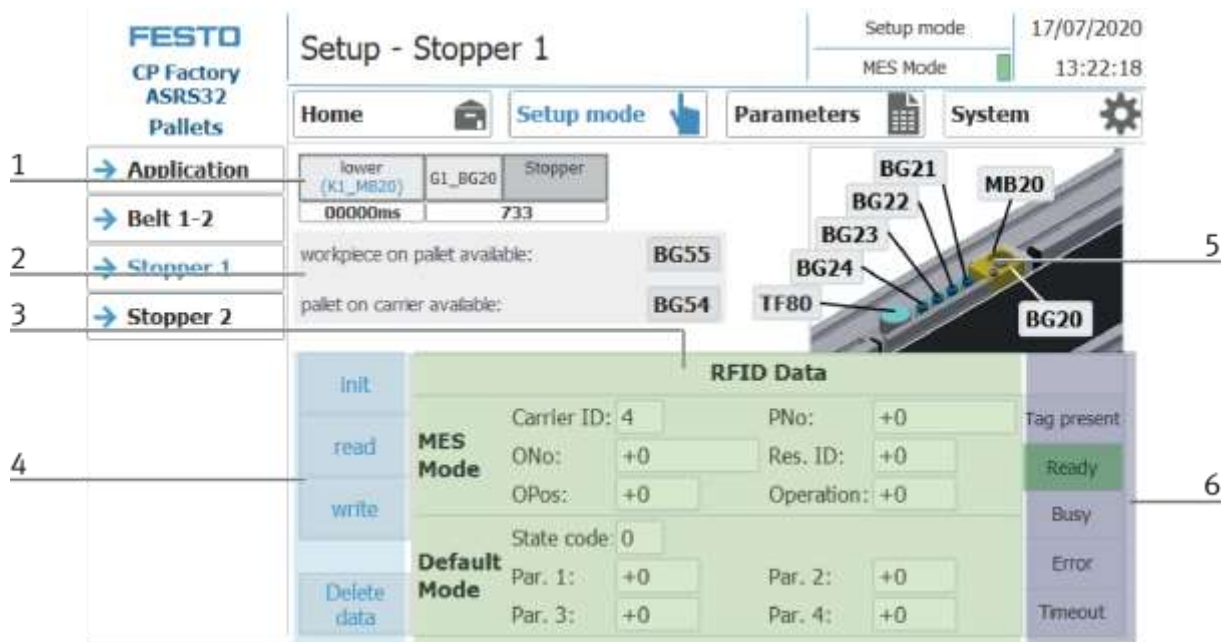 FESTO
CP Factory
ASRS32
Pallets
Setup - Stopper 1
Setup mode
MES Mode
17/07/2020
13:22:18
Home
Setup mode
Parameters
System
1
2
3
4
Application
Belt 1-2
Stopper 1
Stopper 2
lower
(K1_MB20)
G1_BG20
Stopper
00000ms
733
workpiece on pallet available:
BG55
pallet on carrier available:
BG54
BG21
MB20
BG22
BG23
BG24
TF80
BG20
5
init
read
write
Delete
data
RFID Data
MES
Mode
Carrier ID: 4
PNo: +0
ONo: +0
Res. ID: +0
OPos: +0
Operation: +0
Default
Mode
State code 0
Par. 1: +0
Par. 2: +0
Par. 3: +0
Par. 4: +0
Tag present
Ready
Busy
Error
Timeout
6